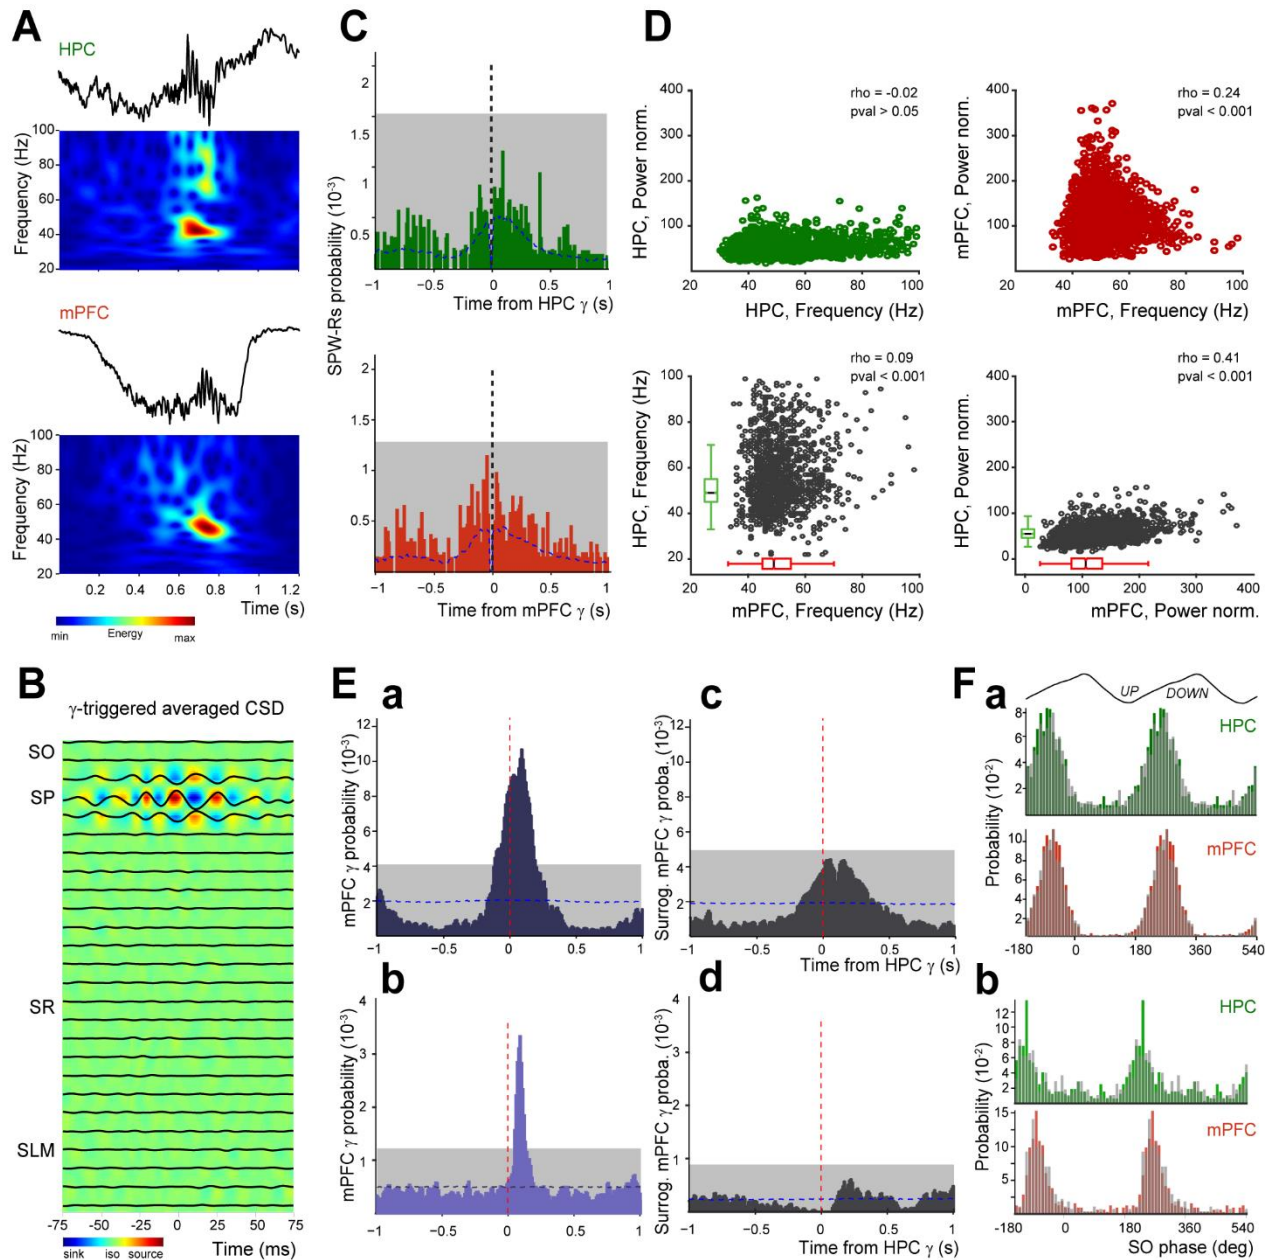 A
HPC
Frequency (Hz)
100
80
60
40
20
mPFC
Frequency (Hz)
100
80
60
40
20
0.2 0.4 0.6 0.8 1 1.2
Time (s)
min Energy max
C
SPW-Rs probability (10-3)
2
1.5
1
0.5
−1 −0.5 0 0.5 1
Time from HPC γ (s)
2
1.5
1
0.5
−1 −0.5 0 0.5 1
Time from mPFC γ (s)
D
rho = -0.02
pval > 0.05
HPC, Power norm.
400
300
200
100
20 40 60 80 100
HPC, Frequency (Hz)
rho = 0.24
pval < 0.001
mPFC, Power norn.
400
300
200
100
40 60 80 100
mPFC, Frequency (Hz)
rho = 0.09
pval < 0.001
HPC, Frequency (Hz)
100
80
60
40
20
20 40 60 80 100
mPFC, Frequency (Hz)
rho = 0.41
pval < 0.001
HPC, Power norm.
400
300
200
100
0
0 100 200 300 400
mPFC, Power norm.
B
γ-triggered averaged CSD
SO
SP
SR
SLM
-75 -50 -25 0 25 50 75
sink iso source
Time (ms)
E
a
mPFC γ probability (10-3)
12
10
8
6
4
2
−1 −0.5 0 0.5 1
c
Surrog. mPFC γ proba. (10-3)
12
10
8
6
4
2
−1 −0.5 0 0.5 1
Time from HPC γ (s)
b
mPFC γ probability (10-3)
4
3
2
1
−1 −0.5 0 0.5 1
d
Surrog. mPFC γ proba. (10-3)
4
3
2
1
−1 −0.5 0 0.5 1
Time from HPC γ (s)
F
a
UP DOWN
HPC
8
6
4
2
Probability (10-2)
mPFC
10
8
6
4
2
-180 0 180 360 540
b
HPC
12
10
8
6
4
2
Probability (10-2)
mPFC
15
10
5
-180 0 180 360 540
SO phase (deg)